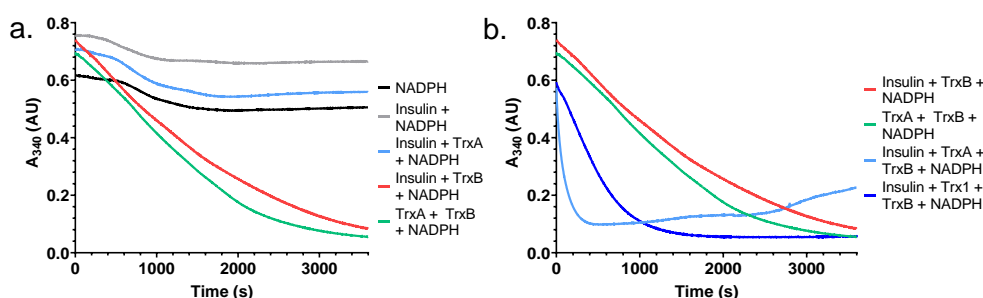 a.
0.8
0.6
0.4
0.2
0.0
A340 (AU)
0
1000
2000
3000
Time (s)
NADPH
Insulin +
NADPH
Insulin + TrxA
+ NADPH
Insulin + TrxB
+ NADPH
TrxA + TrxB
+ NADPH
b.
0.8
0.6
0.4
0.2
0.0
A340 (AU)
0
1000
2000
3000
Time (s)
Insulin + TrxB +
NADPH
TrxA + TrxB +
NADPH
Insulin + TrxA +
TrxB + NADPH
Insulin + Trx1 +
TrxB + NADPH